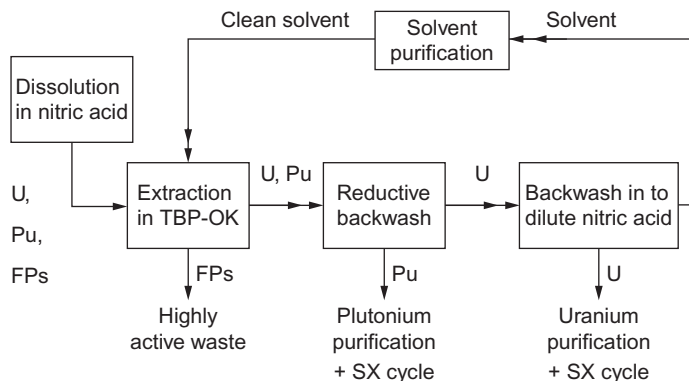 Clean solvent
Solvent
Solvent
purification
Dissolution
in nitric acid
U,
Pu,
FPs
Extraction
in TBP-OK
U, Pu
Reductive
backwash
U
Backwash in to
dilute nitric acid
FPs
Pu
U
Highly
active waste
Plutonium
purification
+ SX cycle
Uranium
purification
+ SX cycle